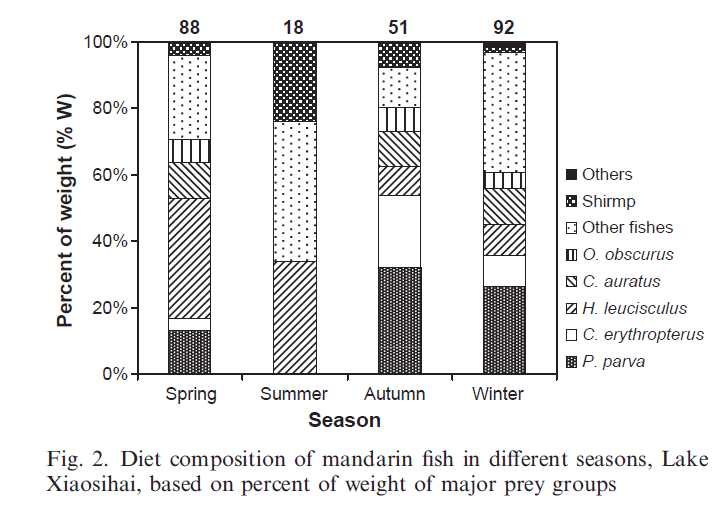 88 18 51 92
100%
80%
60%
40%
20%
0%
Percent of weight (% W)
Spring Summer Autumn Winter
Season
Others
Shirmp
Other fishes
O. obscurus
C. auratus
H. leucisculus
C. erythropterus
P. parva
Fig. 2. Diet composition of mandarin fish in different seasons, Lake
Xiaosihai, based on percent of weight of major prey groups